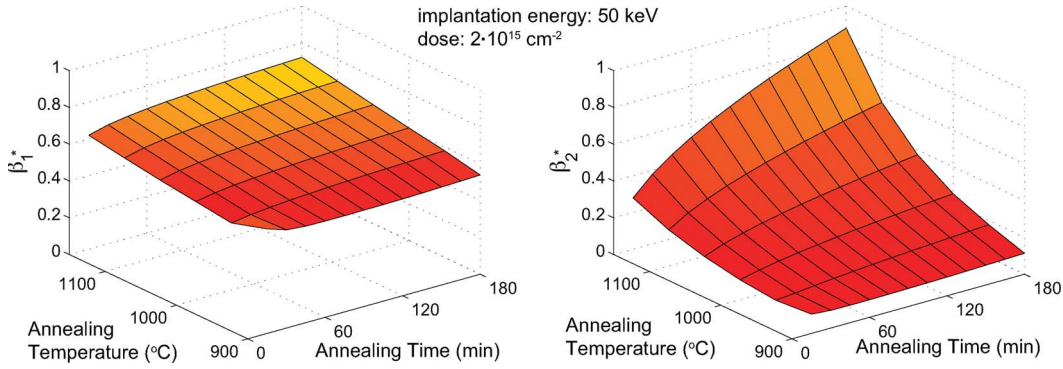 implantation energy: 50 keV
dose: 2·10¹⁵ cm⁻²
1
0.8
0.6
0.4
0.2
0
β₁*
1100
1000
900
Annealing
Temperature (°C)
0
60
120
180
Annealing Time (min)
1
0.8
0.6
0.4
0.2
0
β₂*
1100
1000
900
Annealing
Temperature (°C)
0
60
120
180
Annealing Time (min)